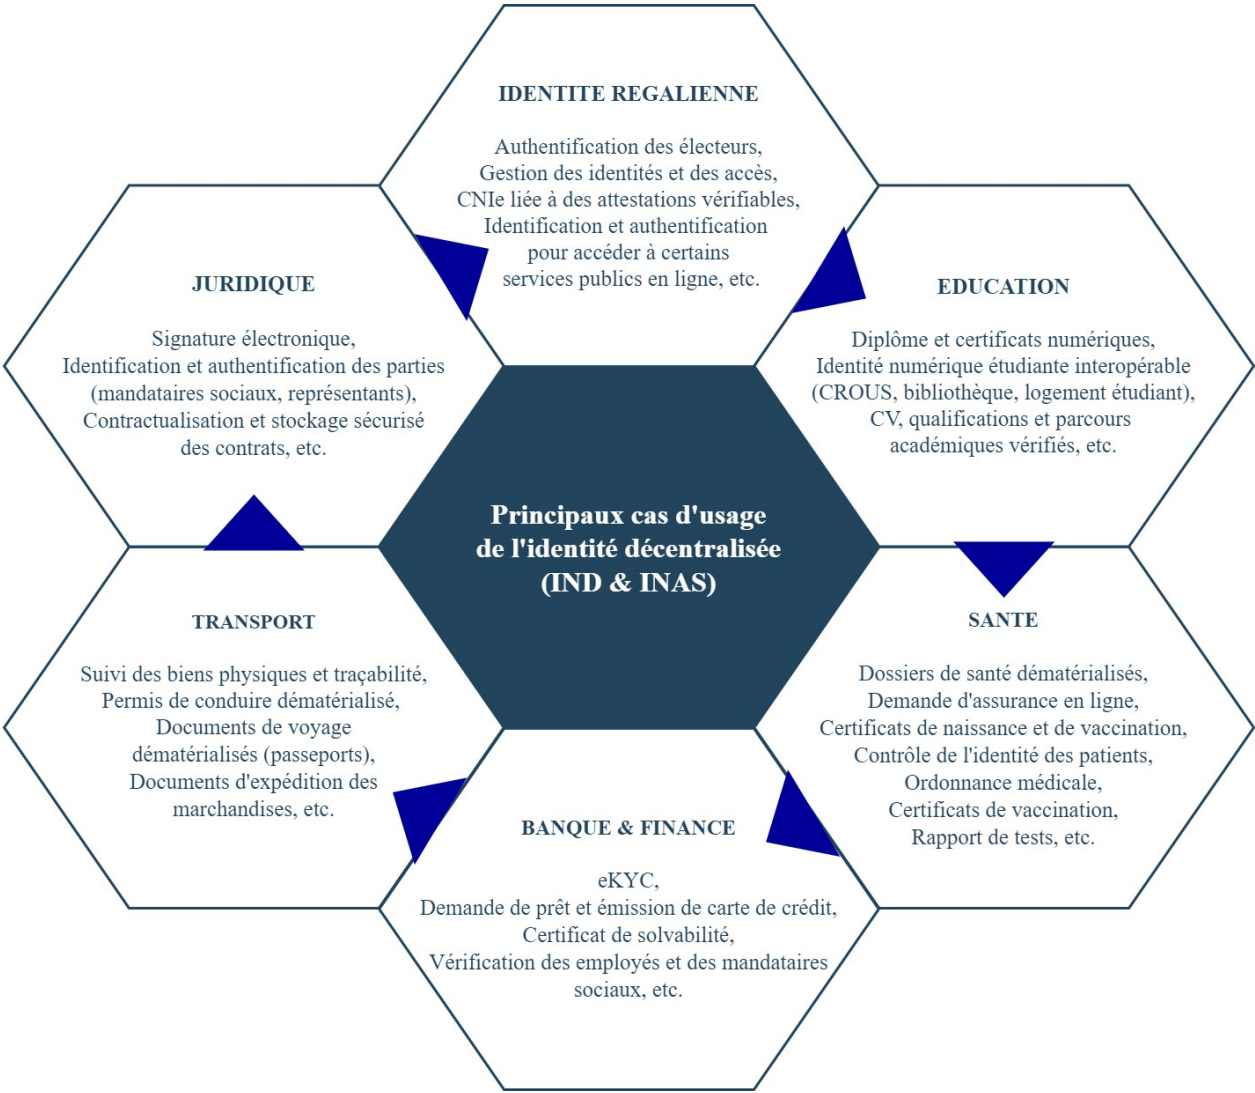 IDENTITE REGALIENNE
Authentification des électeurs,
Gestion des identités et des accès,
CNIe liée à des attestations vérifiables,
Identification et authentification
pour accéder à certains
services publics en ligne, etc.
JURIDIQUE
Signature électronique,
Identification et authentification des parties
(mandataires sociaux, représentants),
Contractualisation et stockage sécurisé
des contrats, etc.
EDUCATION
Diplôme et certificats numériques,
Identité numérique étudiante interopérable
(CROUS, bibliothèque, logement étudiant),
CV, qualifications et parcours
académiques vérifiés, etc.
Principaux cas d'usage
de l'identité décentralisée
(IND & INAS)
TRANSPORT
Suivi des biens physiques et traçabilité,
Permis de conduire dématérialisé,
Documents de voyage
dématérialisés (passeports),
Documents d'expédition des
marchandises, etc.
SANTE
Dossiers de santé dématérialisés,
Demande d'assurance en ligne,
Certificats de naissance et de vaccination,
Contrôle de l'identité des patients,
Ordonnance médicale,
Certificats de vaccination,
Rapport de tests, etc.
BANQUE & FINANCE
eKYC,
Demande de prêt et émission de carte de crédit,
Certificat de solvabilité,
Vérification des employés et des mandataires
sociaux, etc.